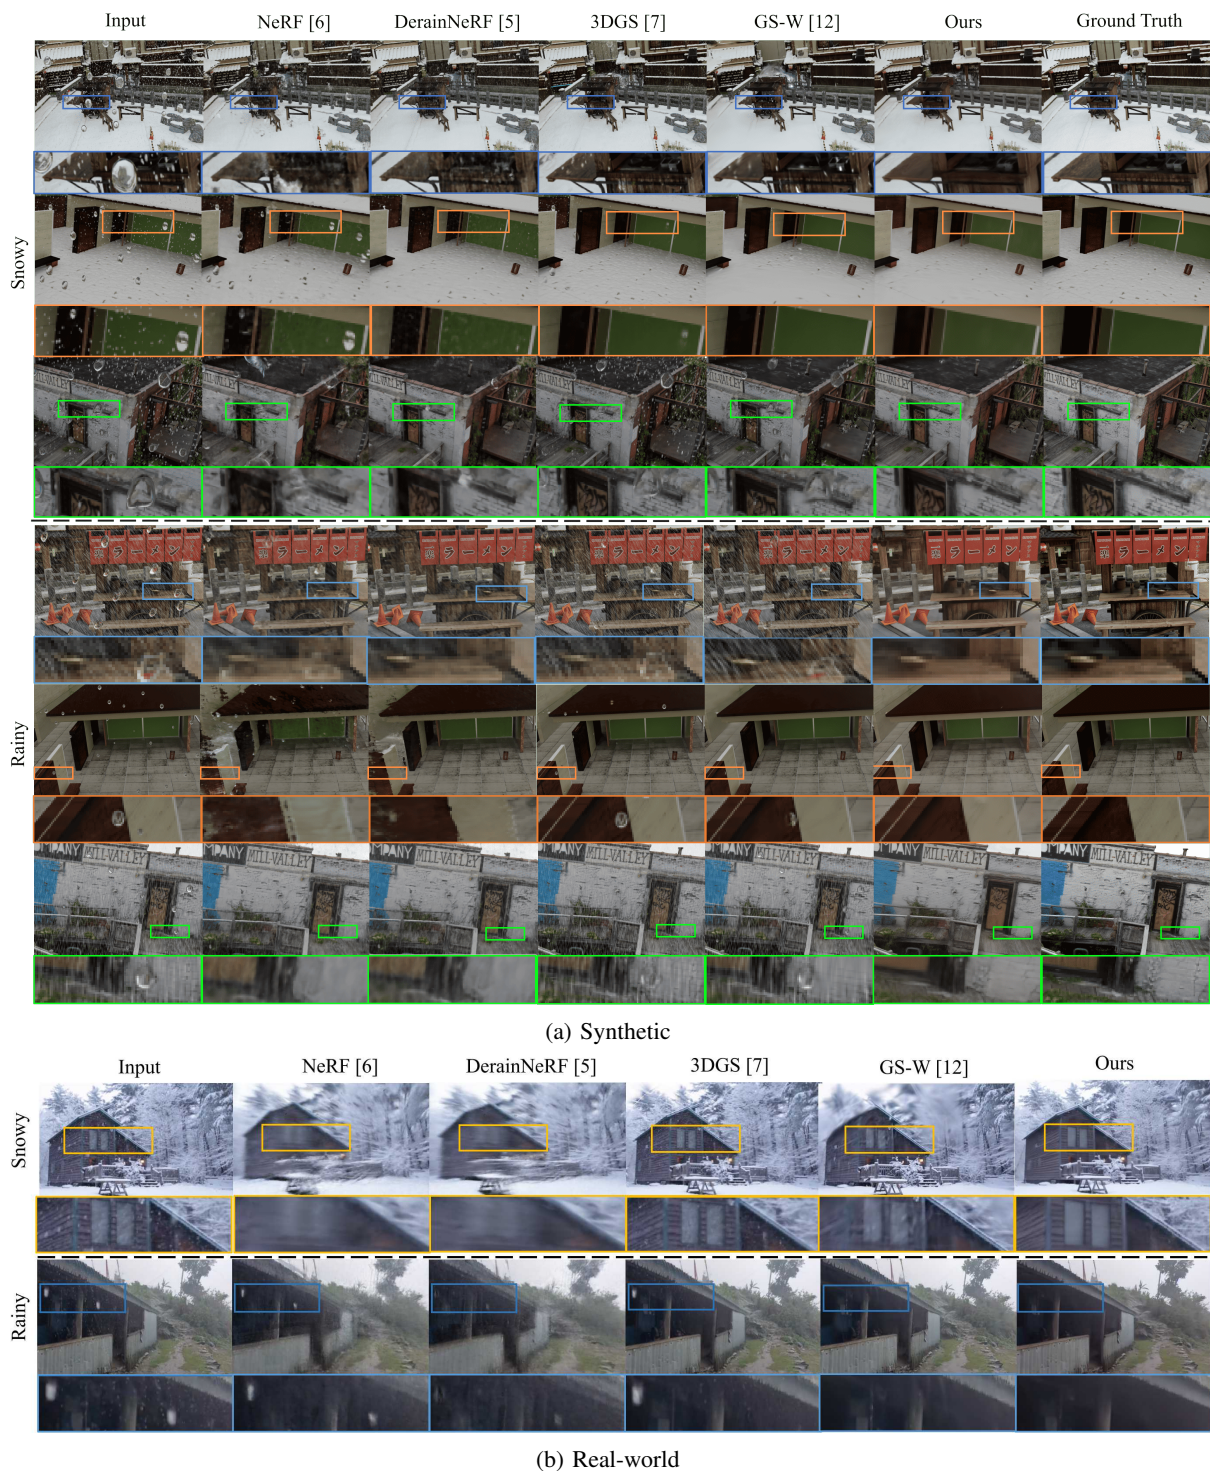 Input NeRF [6] DerainNeRF [5] 3DGS [7] GS-W [12] Ours Ground Truth
Snowy
MILL-VALLEY
ラーメン
Rainy
MPANY MILL-VALLEY
(a) Synthetic
Input NeRF [6] DerainNeRF [5] 3DGS [7] GS-W [12] Ours
Snowy
Rainy
(b) Real-world